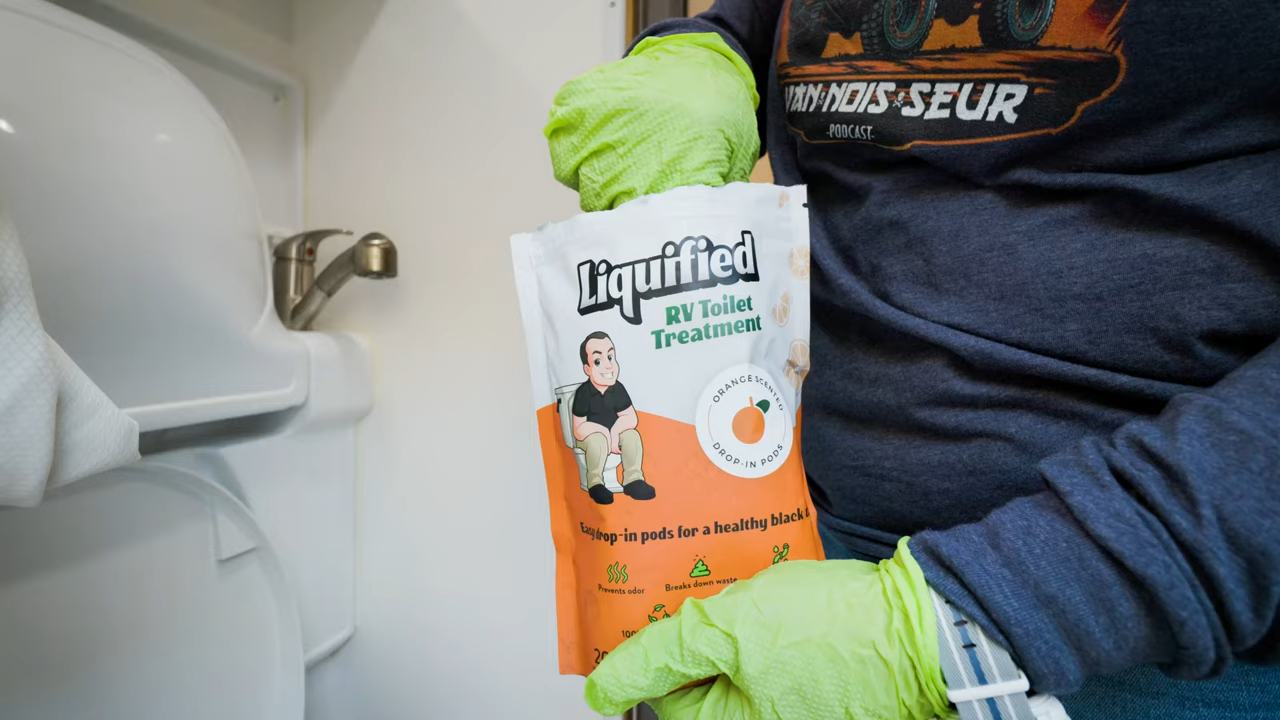 VAN·NOIS·SEUR
-PODCAST-
Liquified
RV Toilet
Treatment
ORANGE SCENTED
DROP-IN PODS
Easy drop-in pods for a healthy black
Prevents odor
Breaks down waste